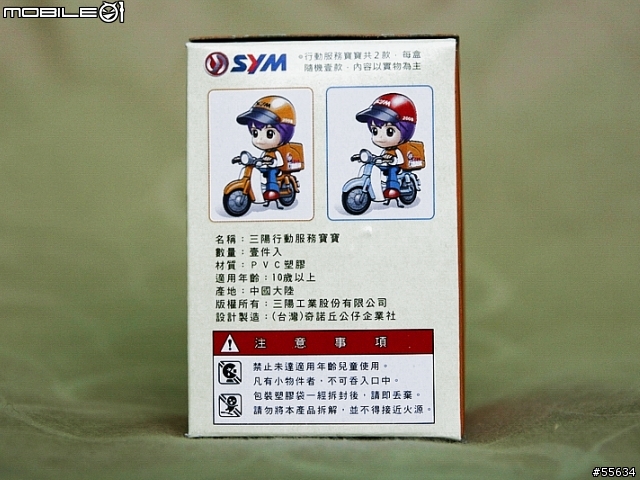 MOBILE01
SYM
※行動服務寶寶共2款，每盒
隨機壹款，內容以實物為主
SYM
SYM
名稱：三陽行動服務寶寶
數量：壹件入
材質：ＰＶＣ塑膠
適用年齡：10歲以上
產地：中國大陸
版權所有：三陽工業股份有限公司
設計製造：(台灣)奇諾丘公仔企業社
注意事項
禁止未達適用年齡兒童使用。
凡有小物件者，不可吞入口中。
包裝塑膠袋一經拆封後，請即丟棄。
請勿將本產品拆解，並不得接近火源。
#55634